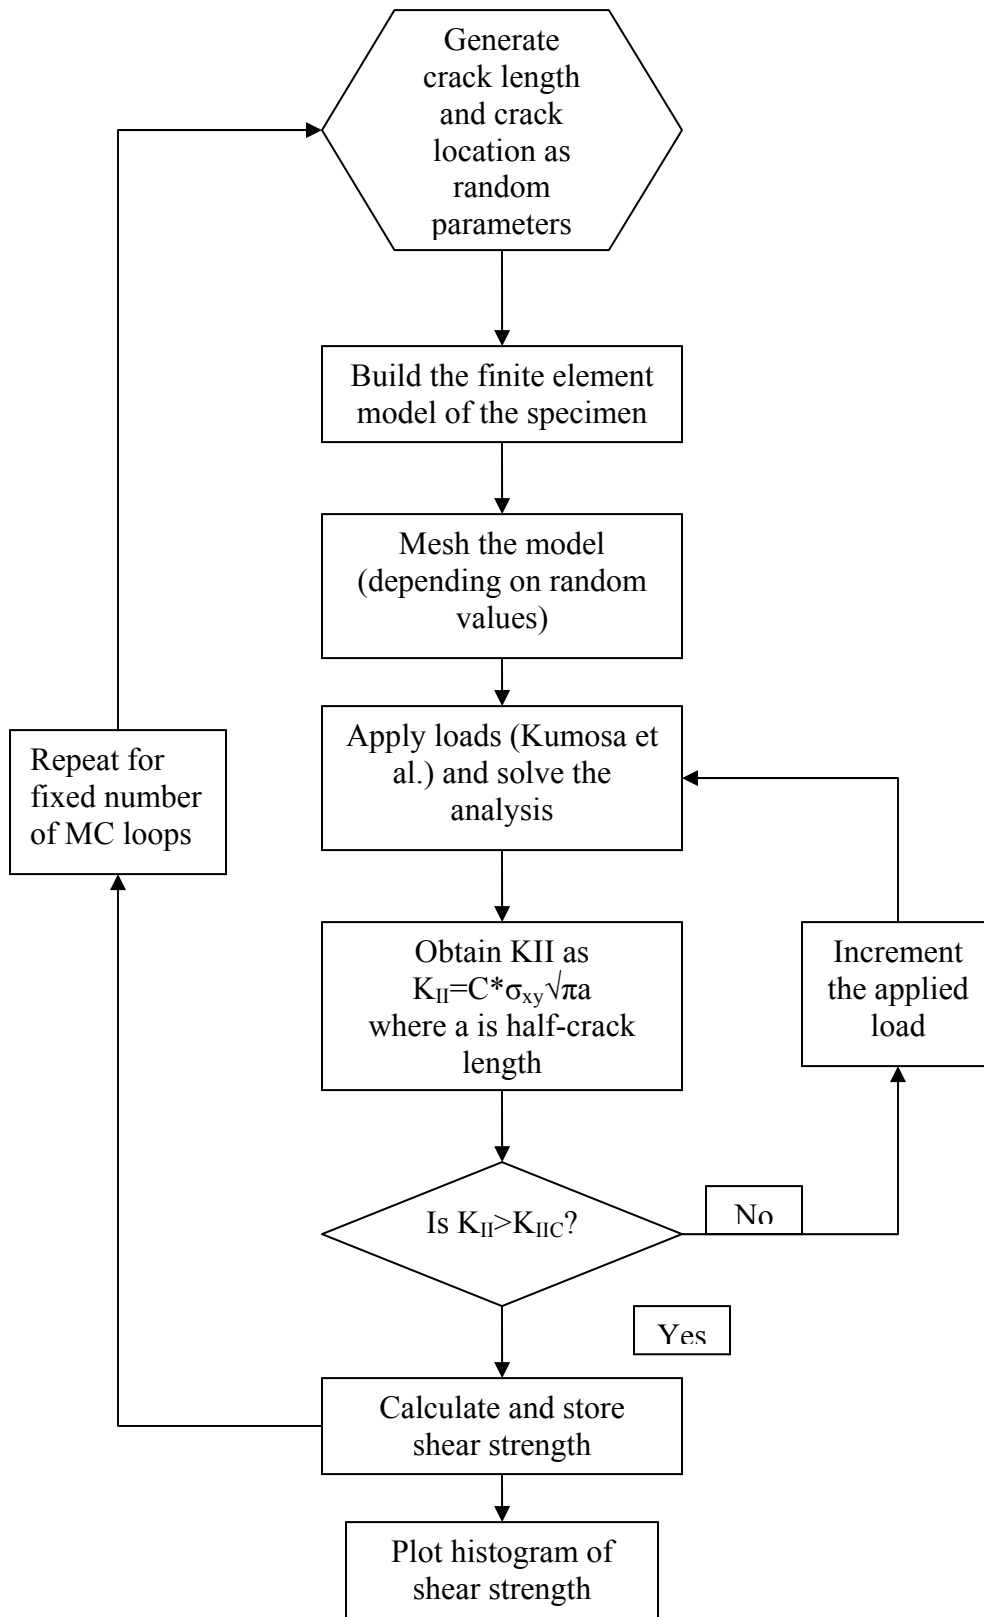 Generate
crack length
and crack
location as
random
parameters
Build the finite element
model of the specimen
Mesh the model
(depending on random
values)
Apply loads (Kumosa et
al.) and solve the
analysis
Repeat for
fixed number
of MC loops
Obtain KII as
K_II=C*σ_xy√πa
where a is half-crack
length
Increment
the applied
load
Is K_II>K_IIC?
No
Yes
Calculate and store
shear strength
Plot histogram of
shear strength